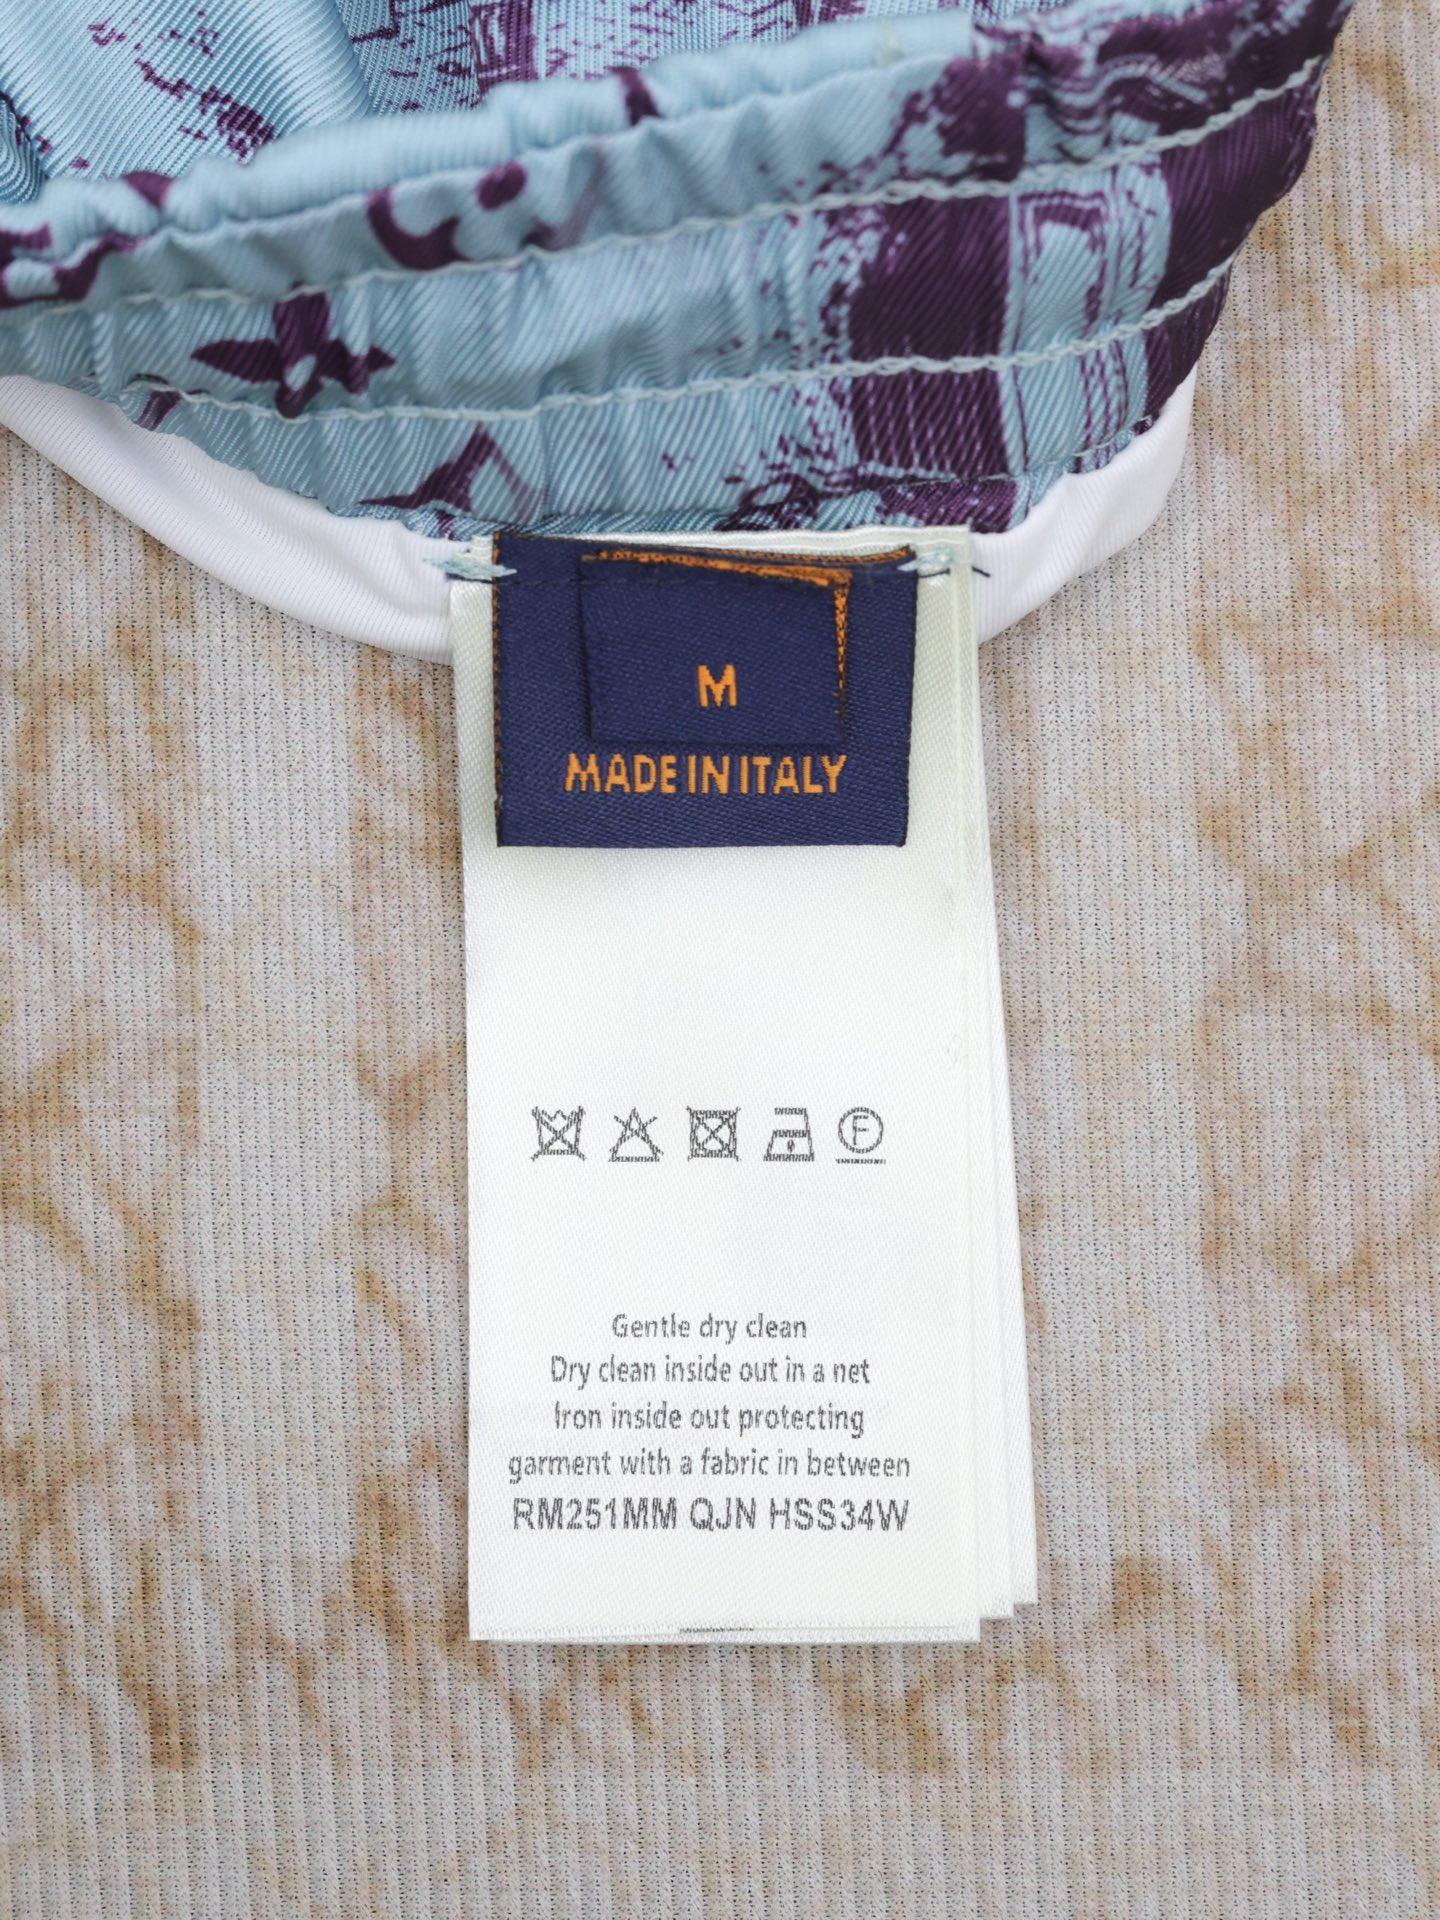 M
MADE IN ITALY
F
Gentle dry clean
Dry clean inside out in a net
Iron inside out protecting
garment with a fabric in between
RM251MM QJN HSS34W